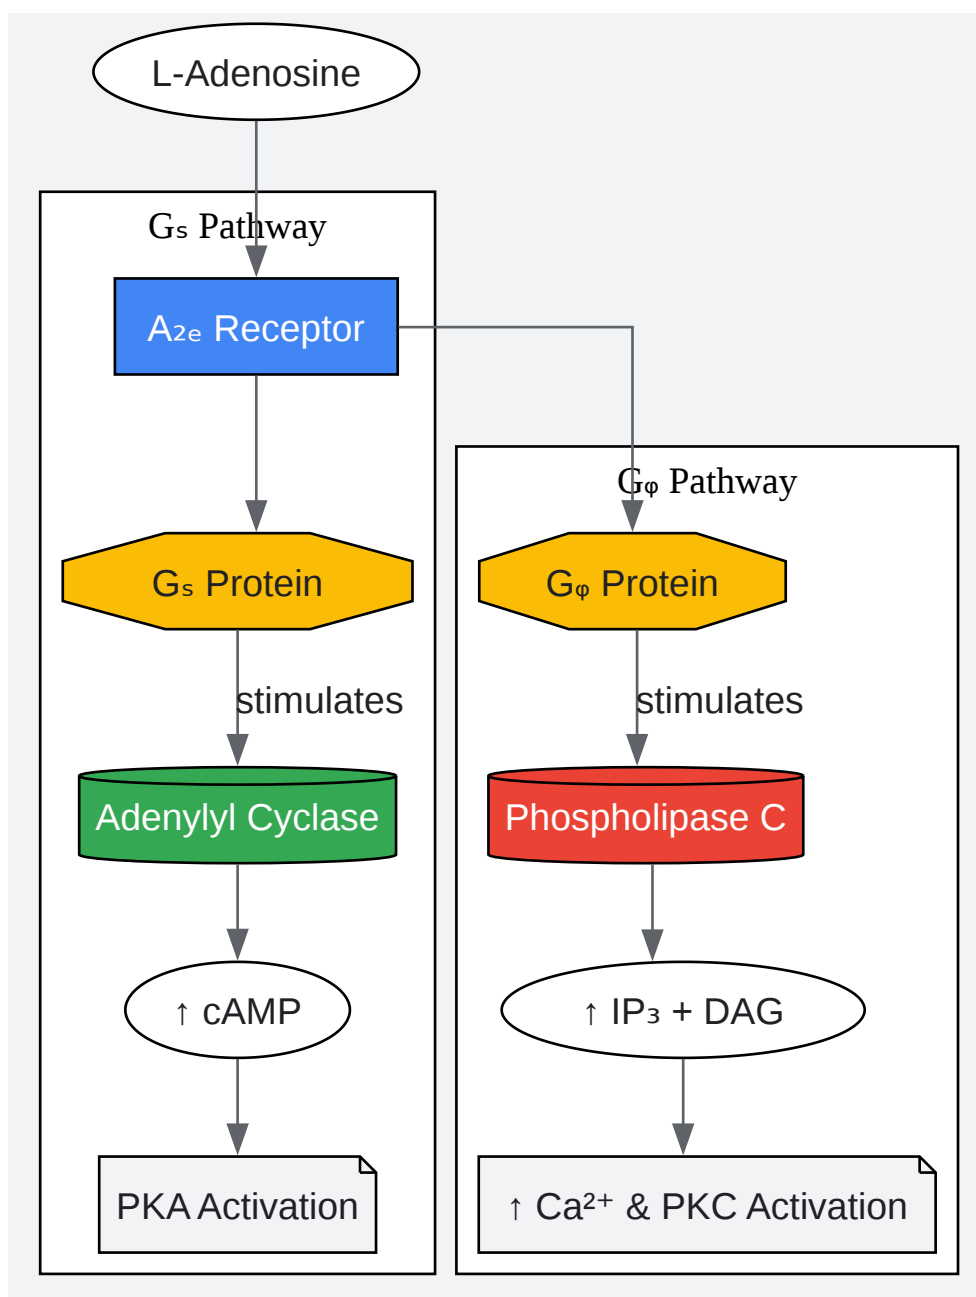 L-Adenosine
Gₛ Pathway
A₂ₑ Receptor
Gᵩ Pathway
Gₛ Protein
Gᵩ Protein
stimulates
stimulates
Adenylyl Cyclase
Phospholipase C
↑ cAMP
↑ IP₃ + DAG
PKA Activation
↑ Ca²⁺ & PKC Activation